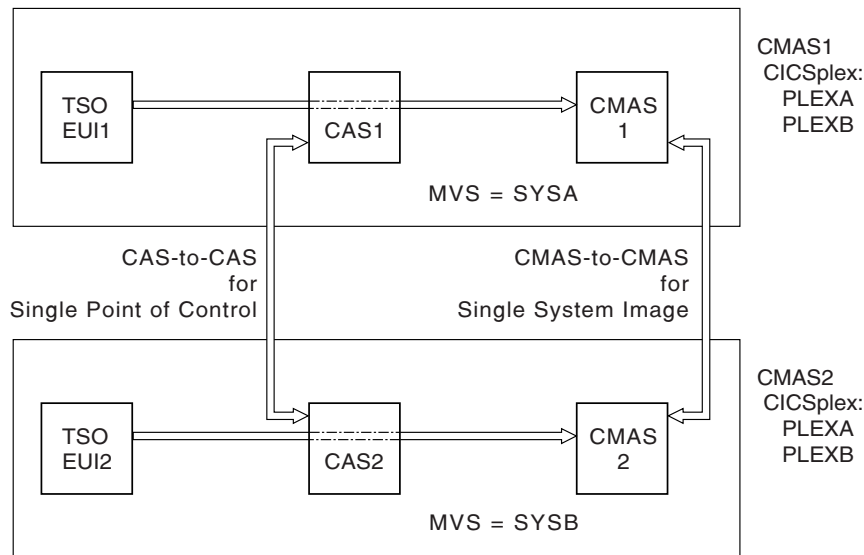 CMAS1
CICSplex:
PLEXA
PLEXB
TSO
EUI1
CAS1
CMAS
1
MVS = SYSA
CAS-to-CAS
for
Single Point of Control
CMAS-to-CMAS
for
Single System Image
CMAS2
CICSplex:
PLEXA
PLEXB
TSO
EUI2
CAS2
CMAS
2
MVS = SYSB